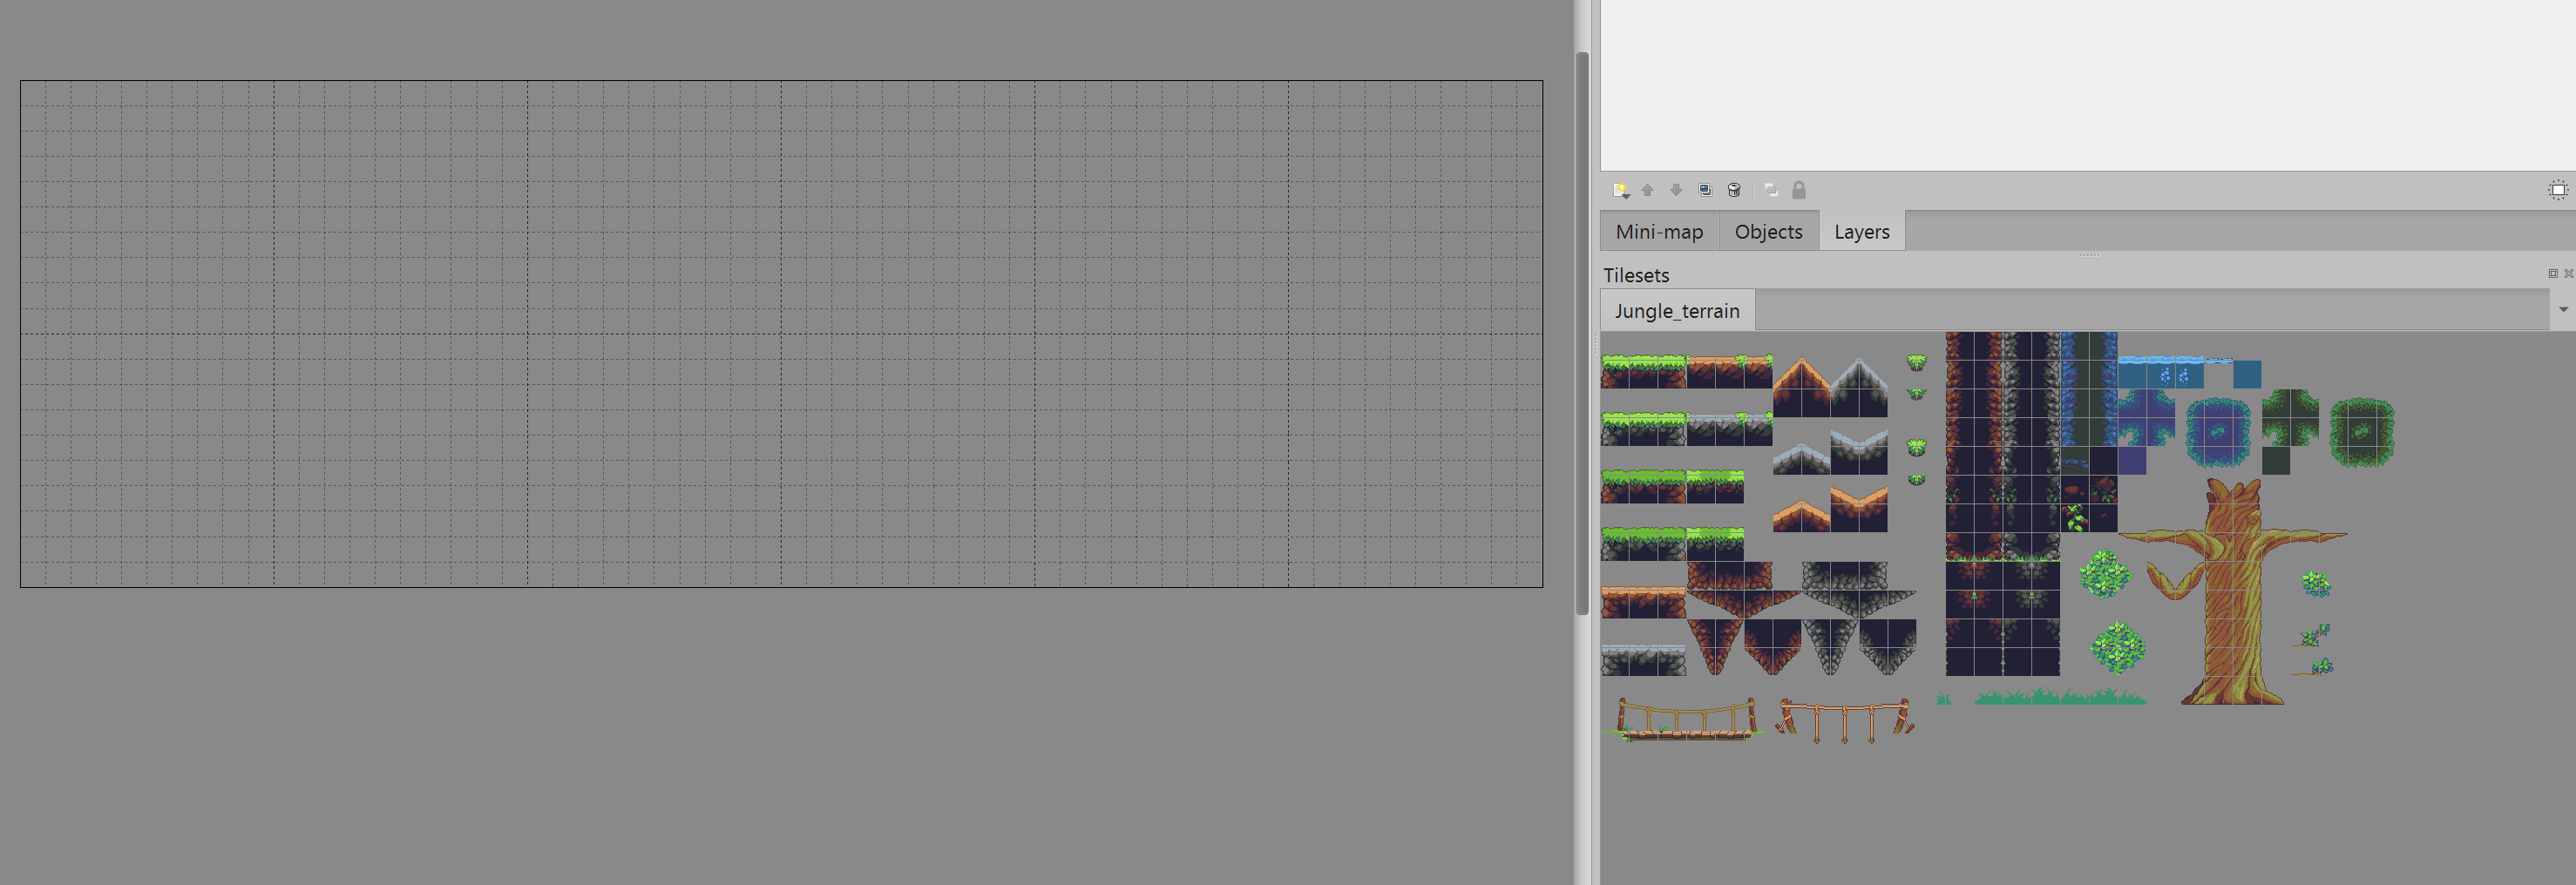 Mini-map Objects Layers
Tilesets
Jungle_terrain